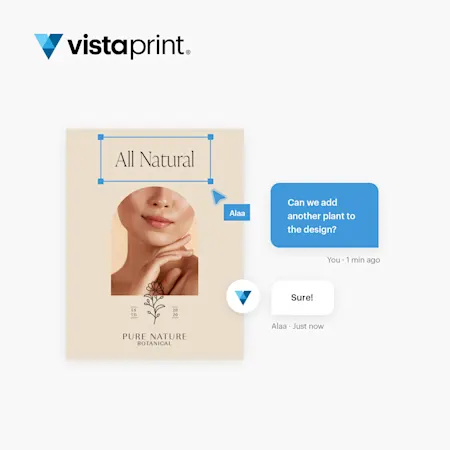 vistaprint®
All Natural
Alaa
Can we add
another plant to
the design?
You · 1 min ago
Sure!
Alaa · Just now
PURE NATURE
BOTANICAL